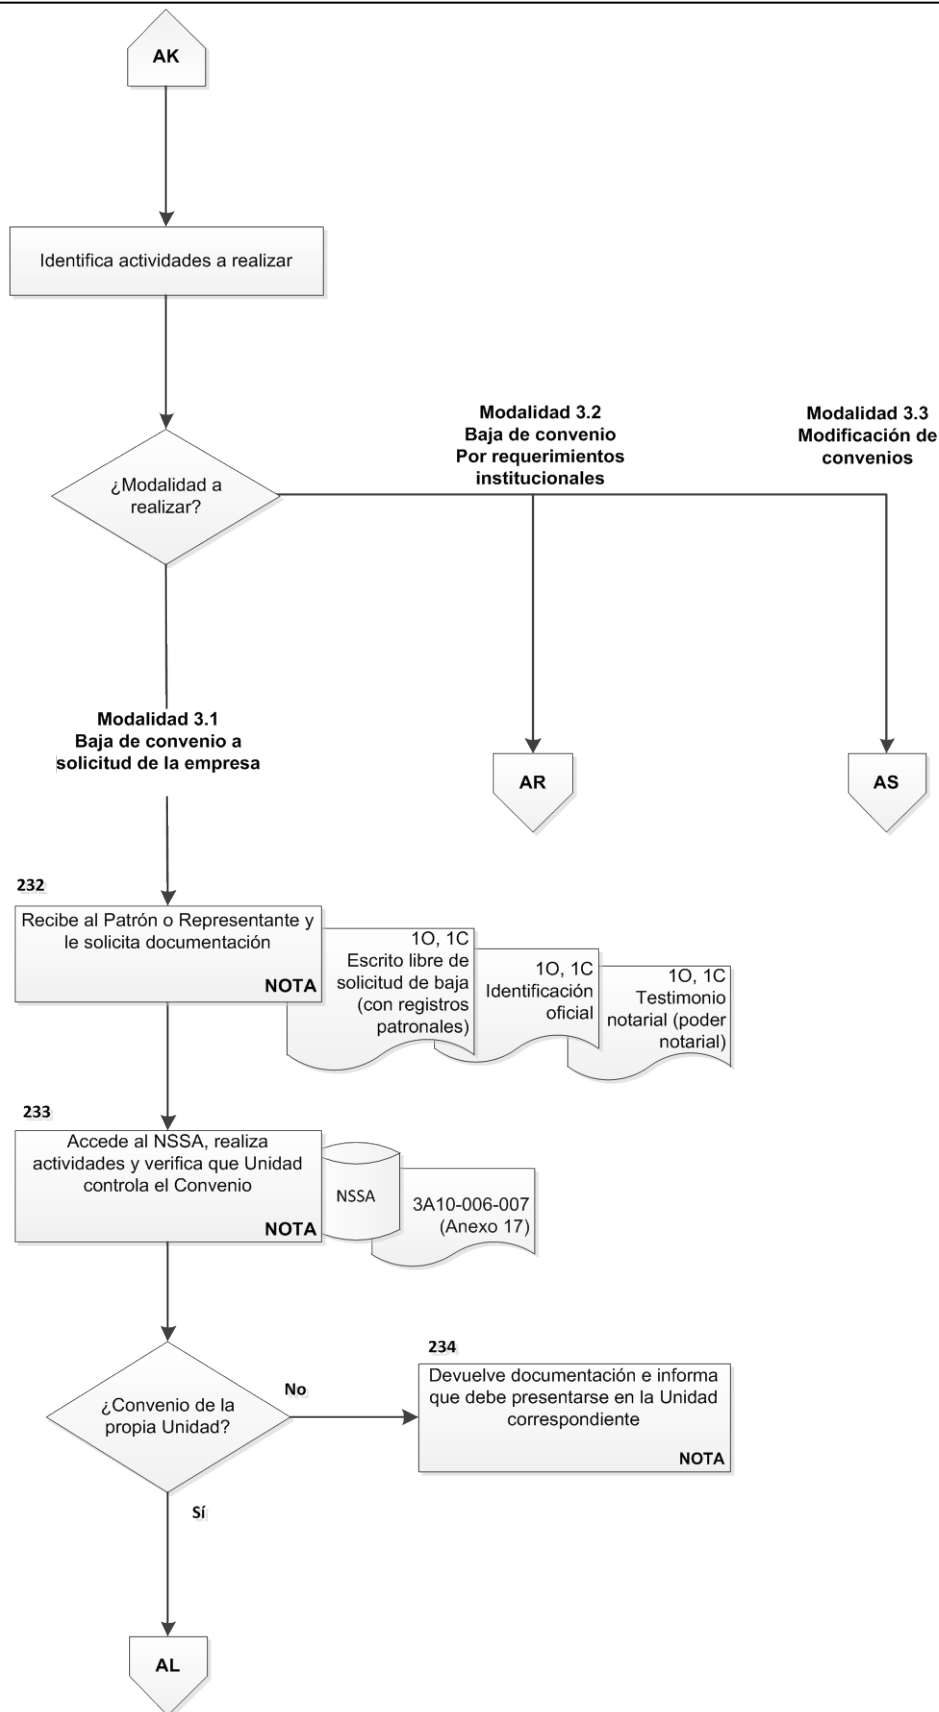 AK
Identifica actividades a realizar
¿Modalidad a
realizar?
Modalidad 3.2
Baja de convenio
Por requerimientos
institucionales
Modalidad 3.3
Modificación de
convenios
Modalidad 3.1
Baja de convenio a
solicitud de la empresa
AR
AS
232
Recibe al Patrón o Representante y
le solicita documentación
NOTA
1O, 1C
Escrito libre de
solicitud de baja
(con registros
patronales)
1O, 1C
Identificación
oficial
1O, 1C
Testimonio
notarial (poder
notarial)
233
Accede al NSSA, realiza
actividades y verifica que Unidad
controla el Convenio
NOTA
NSSA
3A10-006-007
(Anexo 17)
¿Convenio de la
propia Unidad?
No
234
Devuelve documentación e informa
que debe presentarse en la Unidad
correspondiente
NOTA
Sí
AL